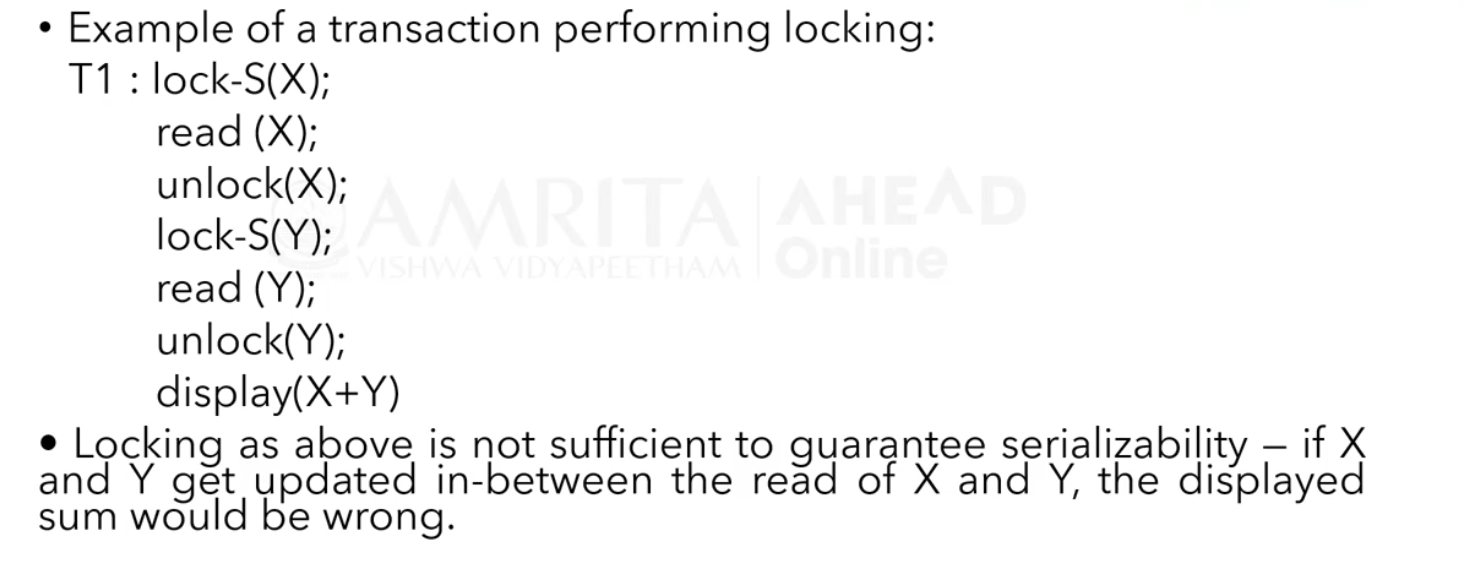 • Example of a transaction performing locking:
T1 : lock-S(X);
read (X);
unlock(X);
lock-S(Y);
read (Y);
unlock(Y);
display(X+Y)
• Locking as above is not sufficient to guarantee serializability – if X
and Y get updated in-between the read of X and Y, the displayed
sum would be wrong.
AMRITA AHEAD
VISHWA VIDYAPEETHAM Online